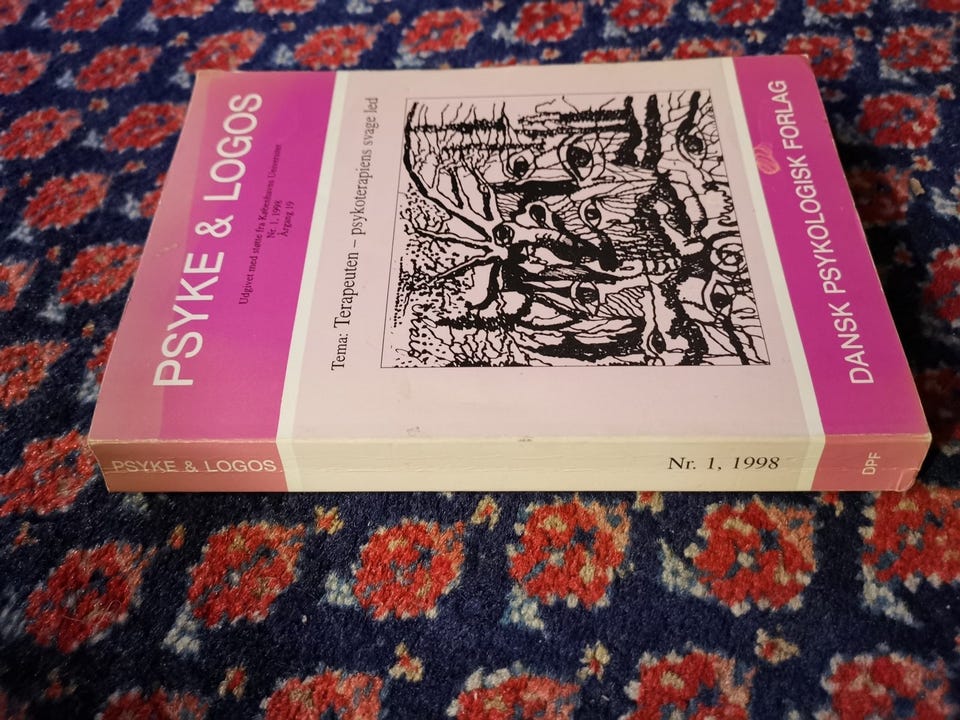 PSYKE & LOGOS
Udgivet med støtte fra Københavns Universitet
Nr. 1, 1998
Årgang 19
Tema: Terapeuten – psykoterapiens svage led
DANSK PSYKOLOGISK FORLAG
PSYKE & LOGOS
Nr. 1, 1998
DPF